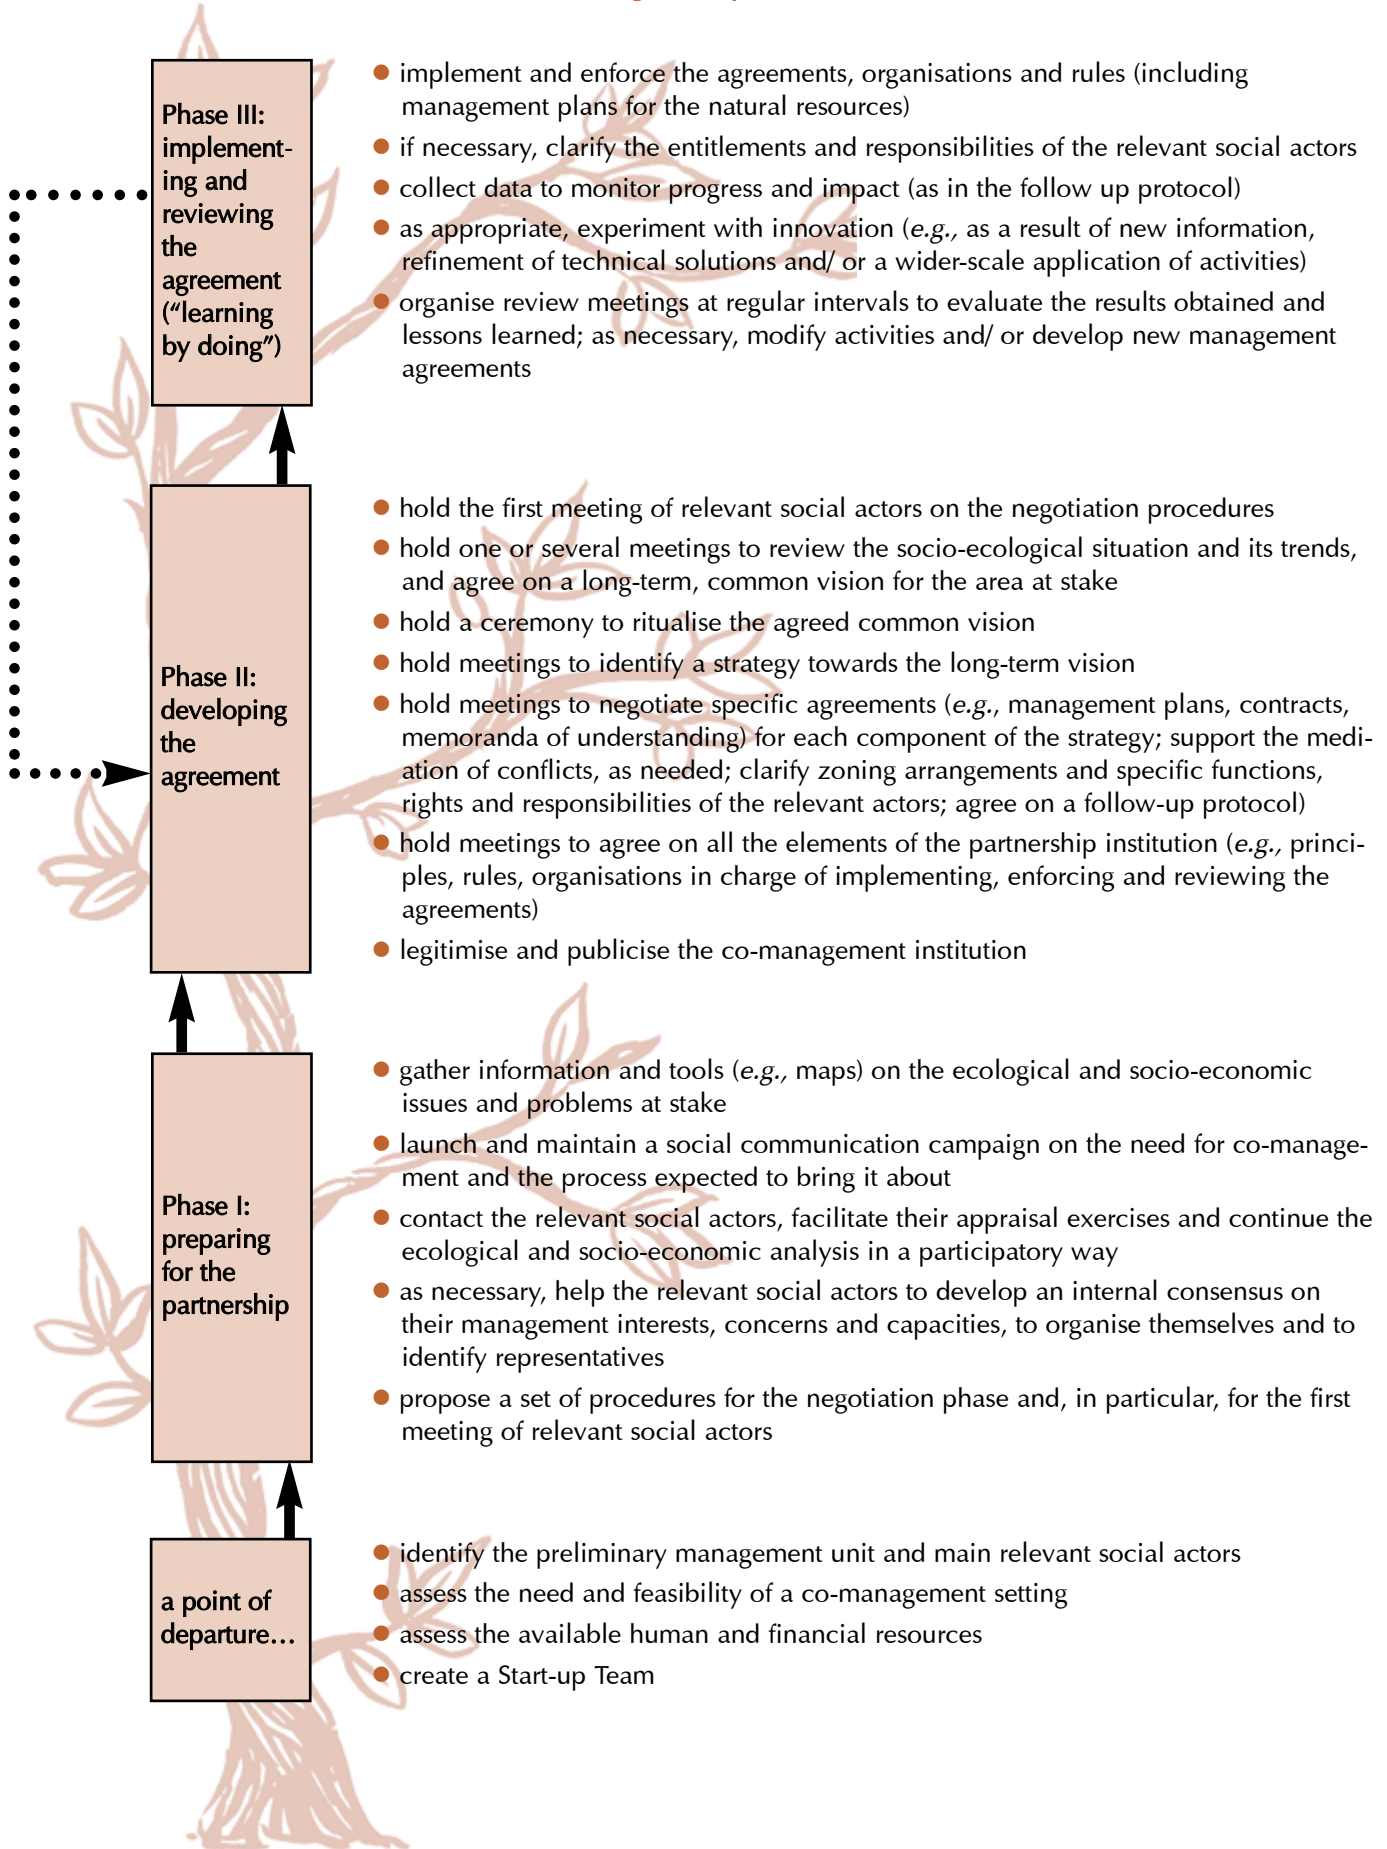 Phase III:
implement-
ing and
reviewing
the
agreement
(“learning
by doing”)
● implement and enforce the agreements, organisations and rules (including
management plans for the natural resources)
● if necessary, clarify the entitlements and responsibilities of the relevant social actors
● collect data to monitor progress and impact (as in the follow up protocol)
● as appropriate, experiment with innovation (e.g., as a result of new information,
refinement of technical solutions and/ or a wider-scale application of activities)
● organise review meetings at regular intervals to evaluate the results obtained and
lessons learned; as necessary, modify activities and/ or develop new management
agreements
Phase II:
developing
the
agreement
● hold the first meeting of relevant social actors on the negotiation procedures
● hold one or several meetings to review the socio-ecological situation and its trends,
and agree on a long-term, common vision for the area at stake
● hold a ceremony to ritualise the agreed common vision
● hold meetings to identify a strategy towards the long-term vision
● hold meetings to negotiate specific agreements (e.g., management plans, contracts,
memoranda of understanding) for each component of the strategy; support the medi-
ation of conflicts, as needed; clarify zoning arrangements and specific functions,
rights and responsibilities of the relevant actors; agree on a follow-up protocol)
● hold meetings to agree on all the elements of the partnership institution (e.g., princi-
ples, rules, organisations in charge of implementing, enforcing and reviewing the
agreements)
● legitimise and publicise the co-management institution
Phase I:
preparing
for the
partnership
● gather information and tools (e.g., maps) on the ecological and socio-economic
issues and problems at stake
● launch and maintain a social communication campaign on the need for co-manage-
ment and the process expected to bring it about
● contact the relevant social actors, facilitate their appraisal exercises and continue the
ecological and socio-economic analysis in a participatory way
● as necessary, help the relevant social actors to develop an internal consensus on
their management interests, concerns and capacities, to organise themselves and to
identify representatives
● propose a set of procedures for the negotiation phase and, in particular, for the first
meeting of relevant social actors
a point of
departure…
● identify the preliminary management unit and main relevant social actors
● assess the need and feasibility of a co-management setting
● assess the available human and financial resources
● create a Start-up Team